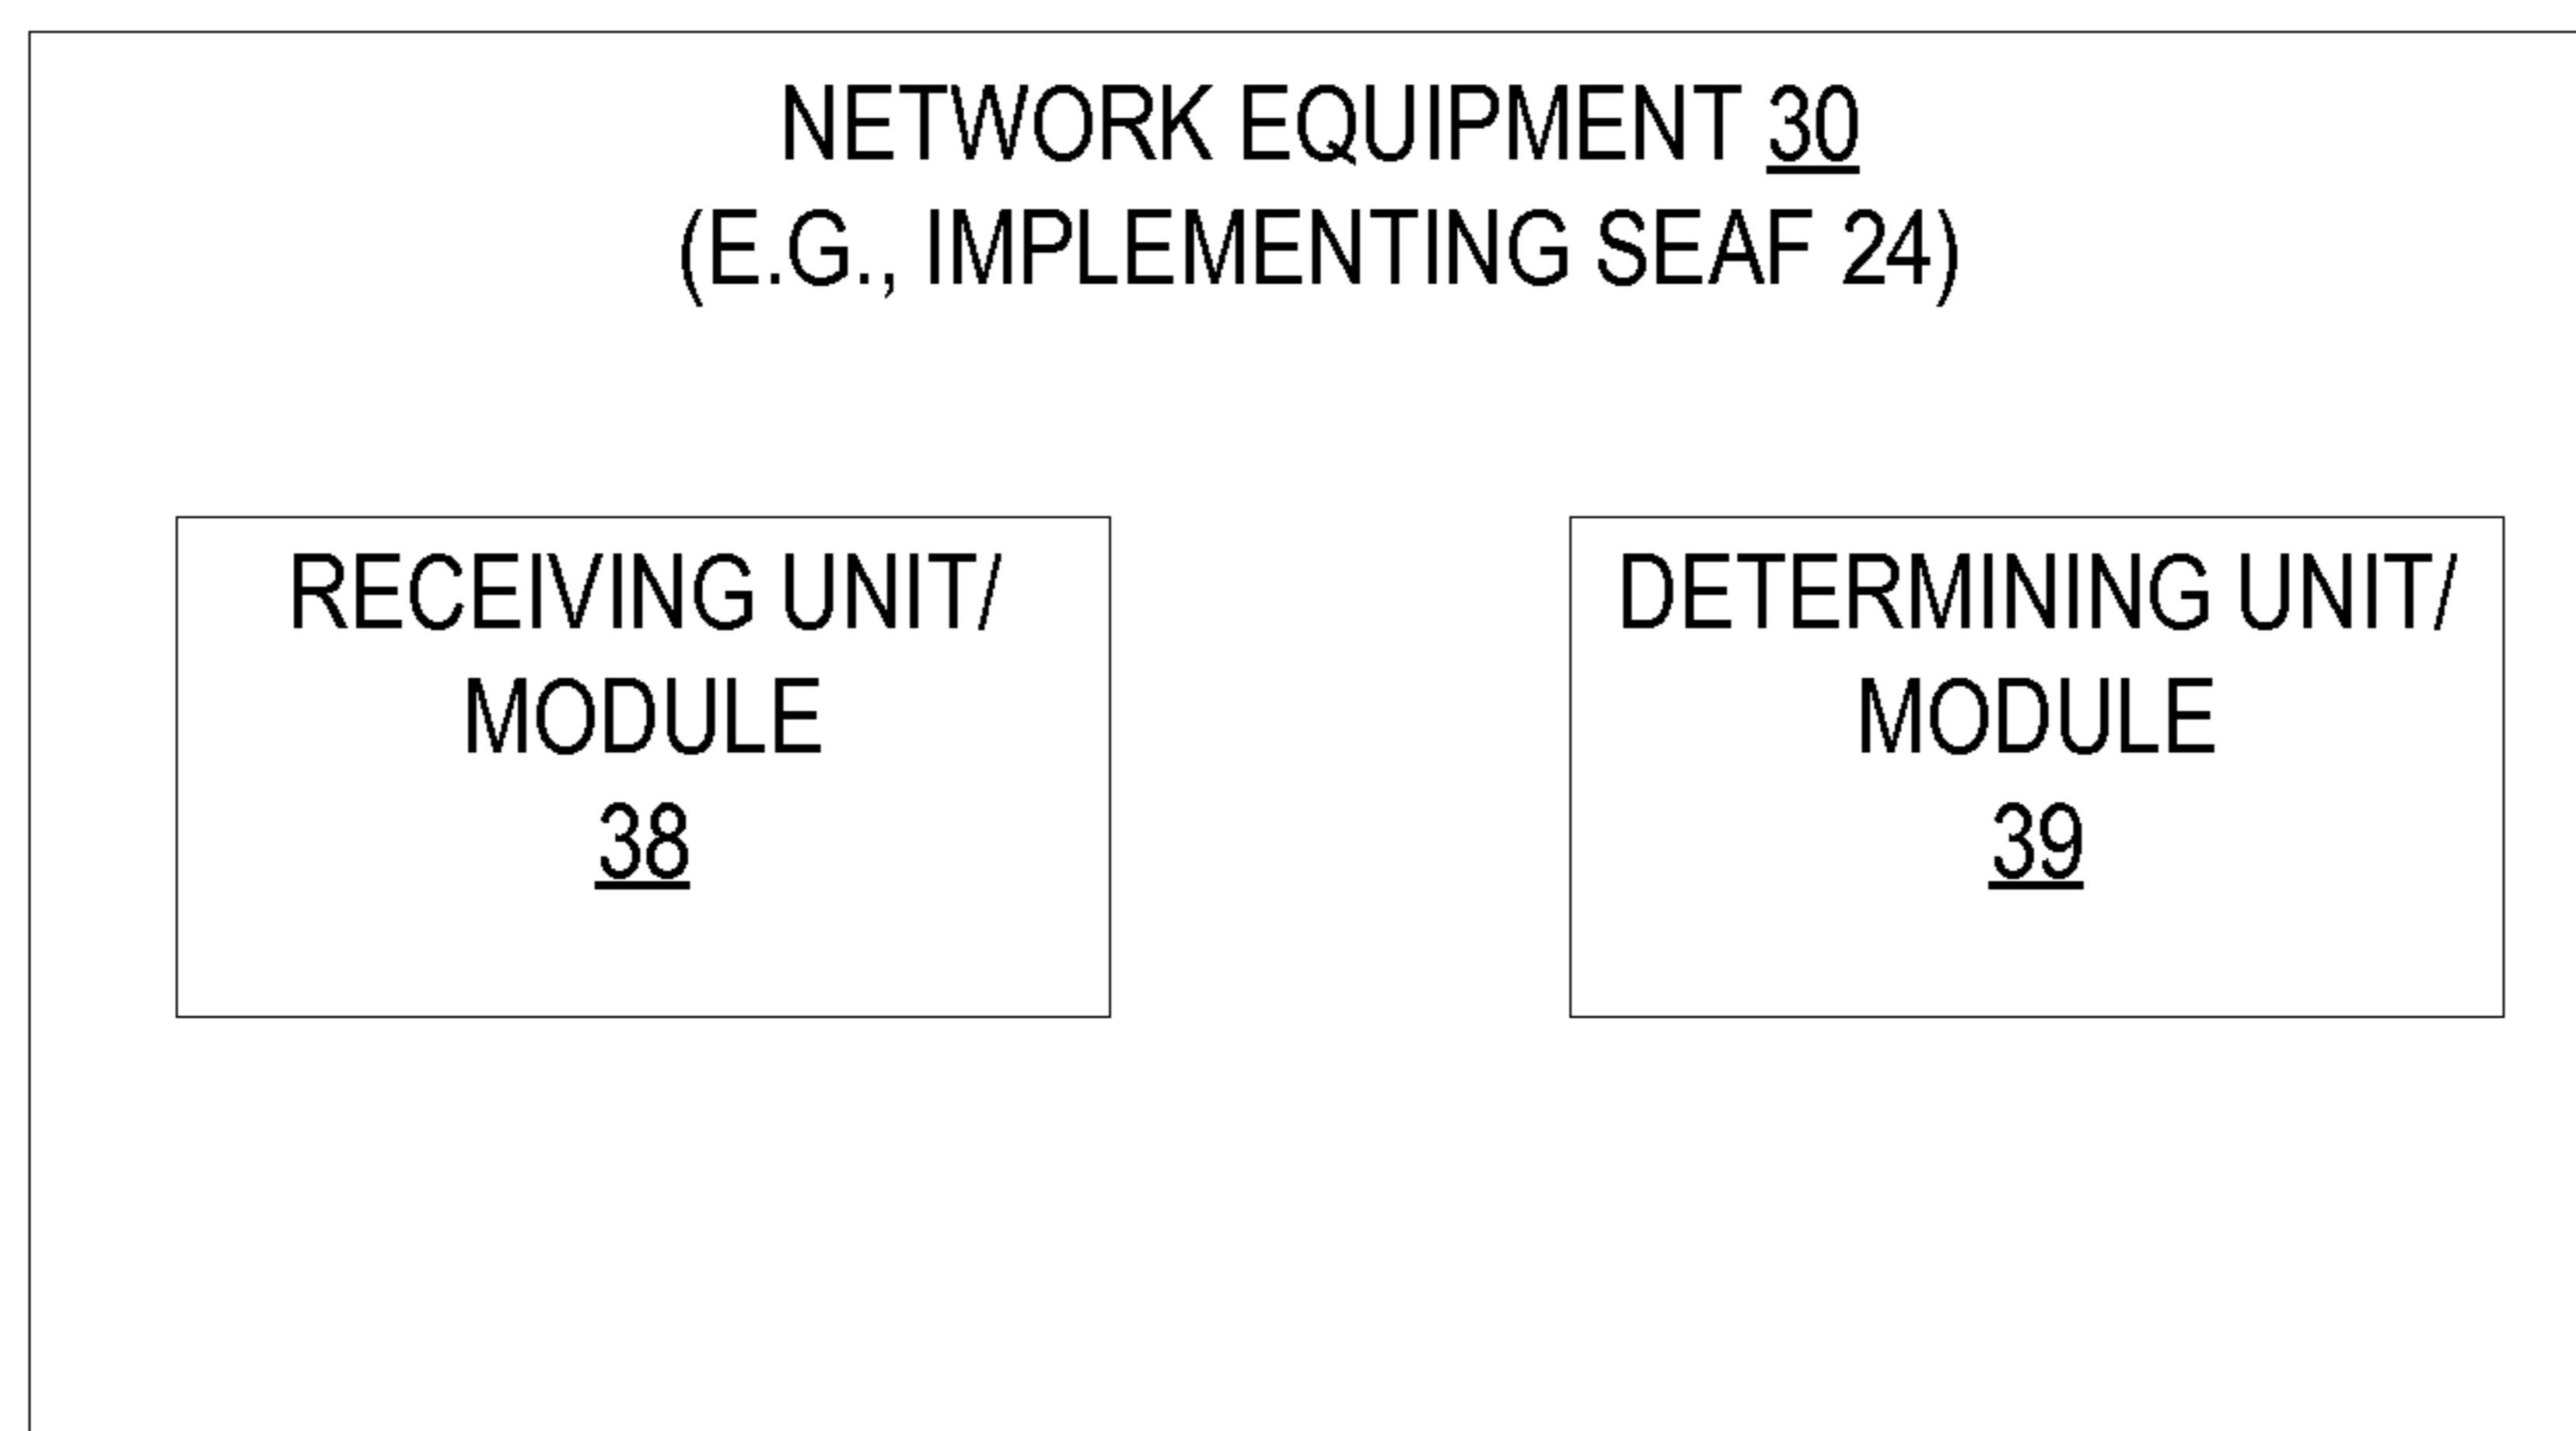 NETWORK EQUIPMENT 30
(E.G., IMPLEMENTING SEAF 24)
RECEIVING UNIT/
MODULE
38
DETERMINING UNIT/
MODULE
39